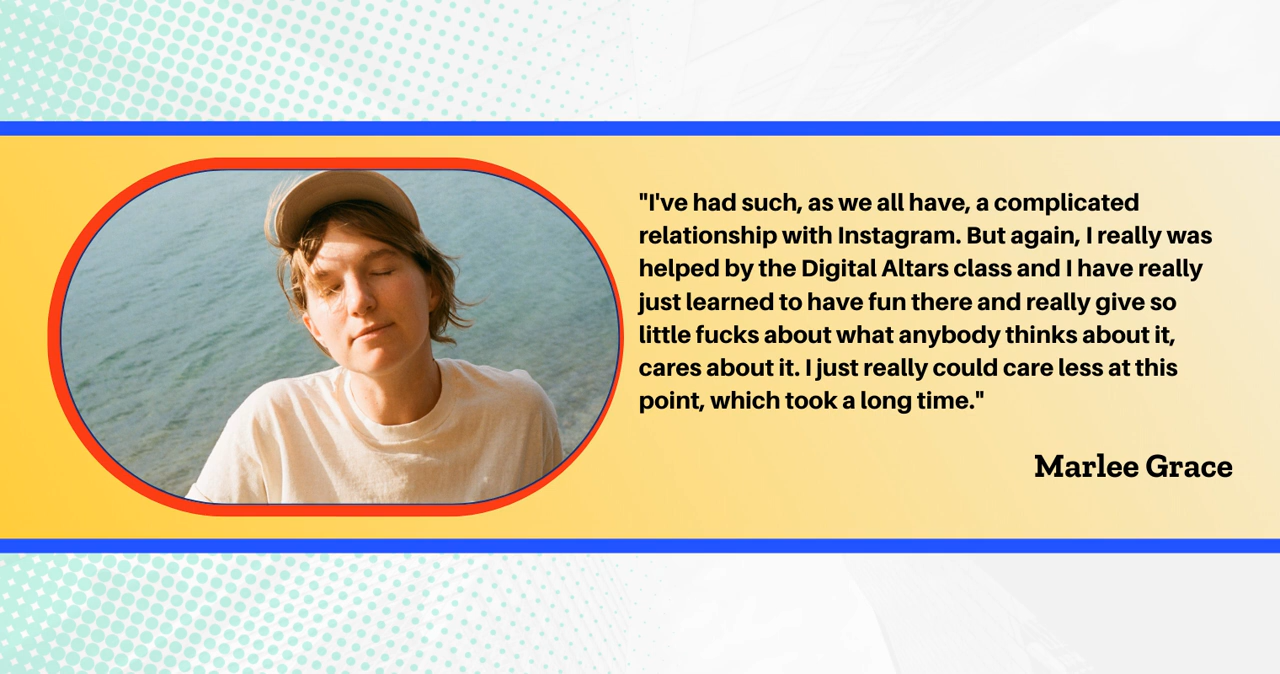 "I've had such, as we all have, a complicated
relationship with Instagram. But again, I really was
helped by the Digital Altars class and I have really
just learned to have fun there and really give so
little fucks about what anybody thinks about it,
cares about it. I just really could care less at this
point, which took a long time."
Marlee Grace